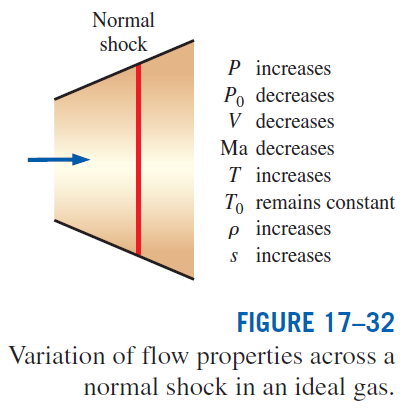 Normal
shock
P increases
P₀ decreases
V decreases
Ma decreases
T increases
T₀ remains constant
ρ increases
s increases
FIGURE 17–32
Variation of flow properties across a
normal shock in an ideal gas.